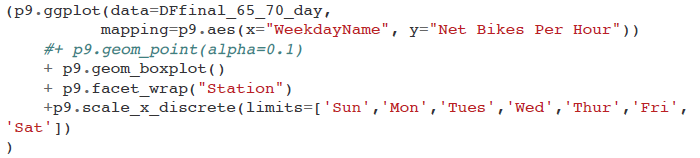 (p9.ggplot(data=DFfinal_65_70_day,
           mapping=p9.aes(x="WeekdayName", y="Net Bikes Per Hour"))
    #+ p9.geom_point(alpha=0.1)
    + p9.geom_boxplot()
    + p9.facet_wrap("Station")
    +p9.scale_x_discrete(limits=['Sun','Mon','Tues','Wed','Thur','Fri',
'Sat'])
)